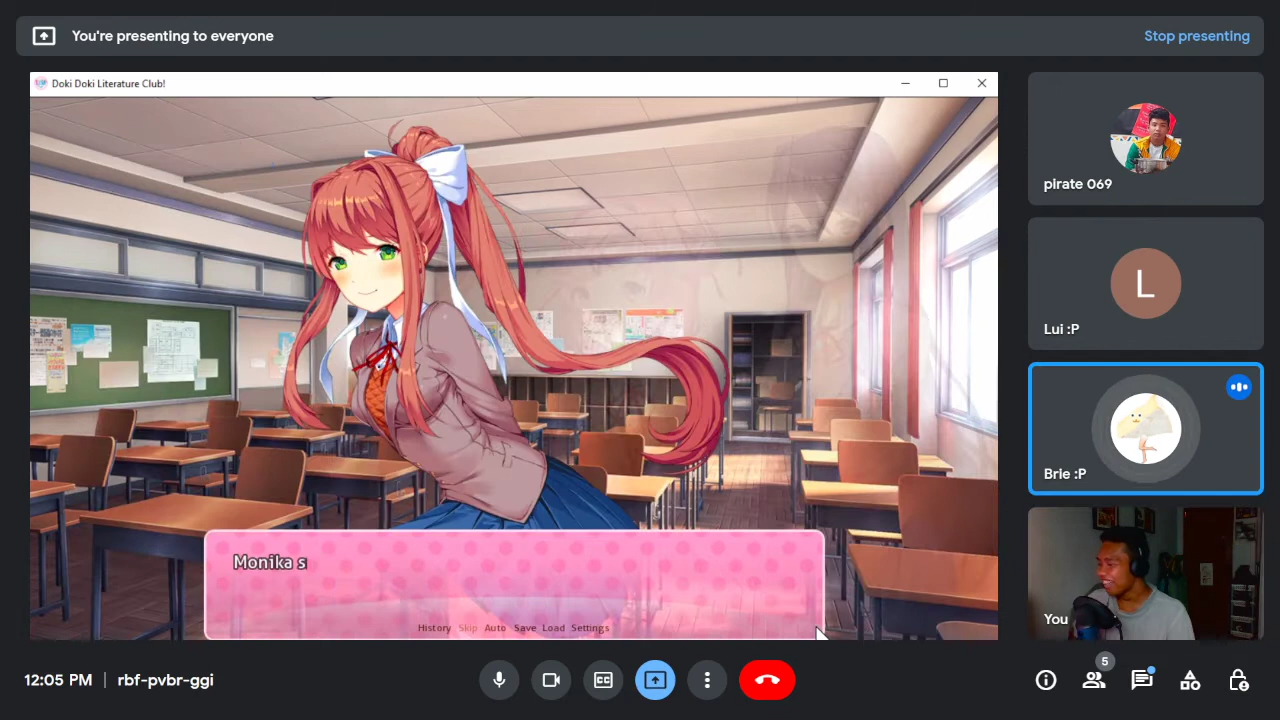 You're presenting to everyone
Stop presenting
Doki Doki Literature Club!
pirate 069
L
Lui :P
Brie :P
You
Monika s
History Skip Auto Save Load Settings
5
12:05 PM | rbf-pvbr-ggi